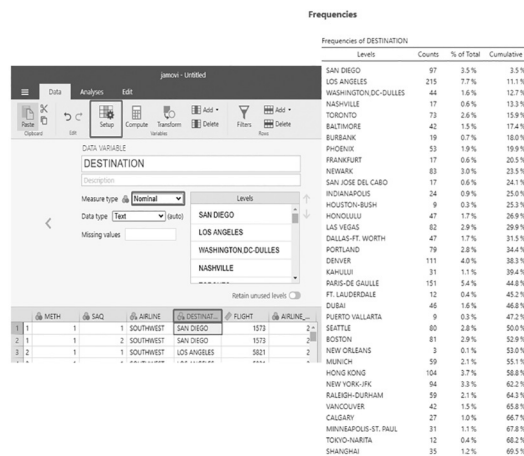 Frequencies
Frequencies of DESTINATION
Levels Counts % of Total Cumulative
SAN DIEGO 97 3.5 % 3.5 %
LOS ANGELES 215 7.7 % 11.1 %
WASHINGTON,DC-DULLES 44 1.6 % 12.7 %
NASHVILLE 17 0.6 % 13.3 %
TORONTO 73 2.6 % 15.9 %
BALTIMORE 42 1.5 % 17.4 %
BURBANK 19 0.7 % 18.0 %
PHOENIX 53 1.9 % 19.9 %
FRANKFURT 17 0.6 % 20.5 %
NEWARK 83 3.0 % 23.5 %
SAN JOSE DEL CABO 17 0.6 % 24.1 %
INDIANAPOLIS 24 0.9 % 25.0 %
HOUSTON-BUSH 9 0.3 % 25.3 %
HONOLULU 47 1.7 % 26.9 %
LAS VEGAS 82 2.9 % 29.9 %
DALLAS-FT. WORTH 47 1.7 % 31.5 %
PORTLAND 79 2.8 % 34.4 %
DENVER 111 4.0 % 38.3 %
KAHULUI 31 1.1 % 39.4 %
PARIS-DE GAULLE 151 5.4 % 44.8 %
FT. LAUDERDALE 12 0.4 % 45.2 %
DUBAI 46 1.6 % 46.8 %
PUERTO VALLARTA 9 0.3 % 47.2 %
SEATTLE 80 2.8 % 50.0 %
BOSTON 81 2.9 % 52.9 %
NEW ORLEANS 3 0.1 % 53.0 %
MUNICH 59 2.1 % 55.1 %
HONG KONG 104 3.7 % 58.8 %
NEW YORK-JFK 94 3.3 % 62.2 %
RALEIGH-DURHAM 59 2.1 % 64.3 %
VANCOUVER 42 1.5 % 65.8 %
CALGARY 27 1.0 % 66.7 %
MINNEAPOLIS-ST. PAUL 31 1.1 % 67.8 %
TOKYO-NARITA 12 0.4 % 68.2 %
SHANGHAI 35 1.2 % 69.5 %
jamovi - Untitled
Data Analyses Edit
Paste Setup Compute Transform Add Delete Filters Add Delete
Clipboard Edit Variables Rows
DATA VARIABLE
DESTINATION
Description
Measure type Nominal Levels
Data type Text (auto) SAN DIEGO
Missing values LOS ANGELES
WASHINGTON,DC-DULLES
NASHVILLE
Retain unused levels
METH SAQ AIRLINE DESTINAT... FLIGHT AIRLINE_...
1 1 1 1 SOUTHWEST SAN DIEGO 1573 2
2 1 1 2 SOUTHWEST SAN DIEGO 1573 2
3 2 1 1 SOUTHWEST LOS ANGELES 5821 2